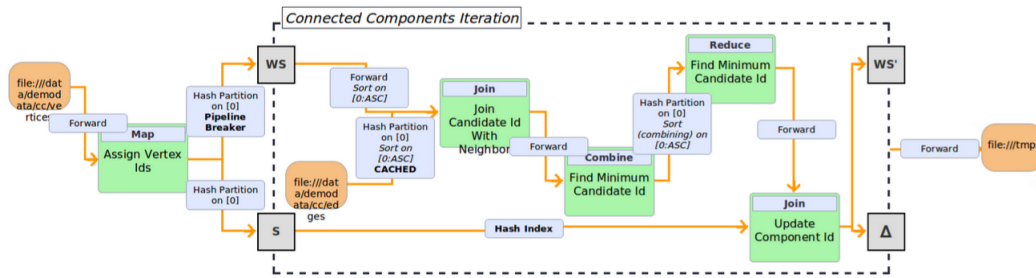 Connected Components Iteration
file:///dat
a/demod
ata/cc/ve
rtices
Forward
Map
Assign Vertex
Ids
Hash Partition
on [0]
Pipeline
Breaker
Hash Partition
on [0]
WS
S
Forward
Sort on
[0:ASC]
Hash Partition
on [0]
Sort on
[0:ASC]
CACHED
file:///dat
a/demod
ata/cc/ed
ges
Join
Join
Candidate Id
With
Neighbor
Forward
Combine
Find Minimum
Candidate Id
Hash Partition
on [0]
Sort
(combining) on
[0:ASC]
Reduce
Find Minimum
Candidate Id
Forward
Hash Index
Join
Update
Component Id
WS'
Δ
Forward
file:///tmp